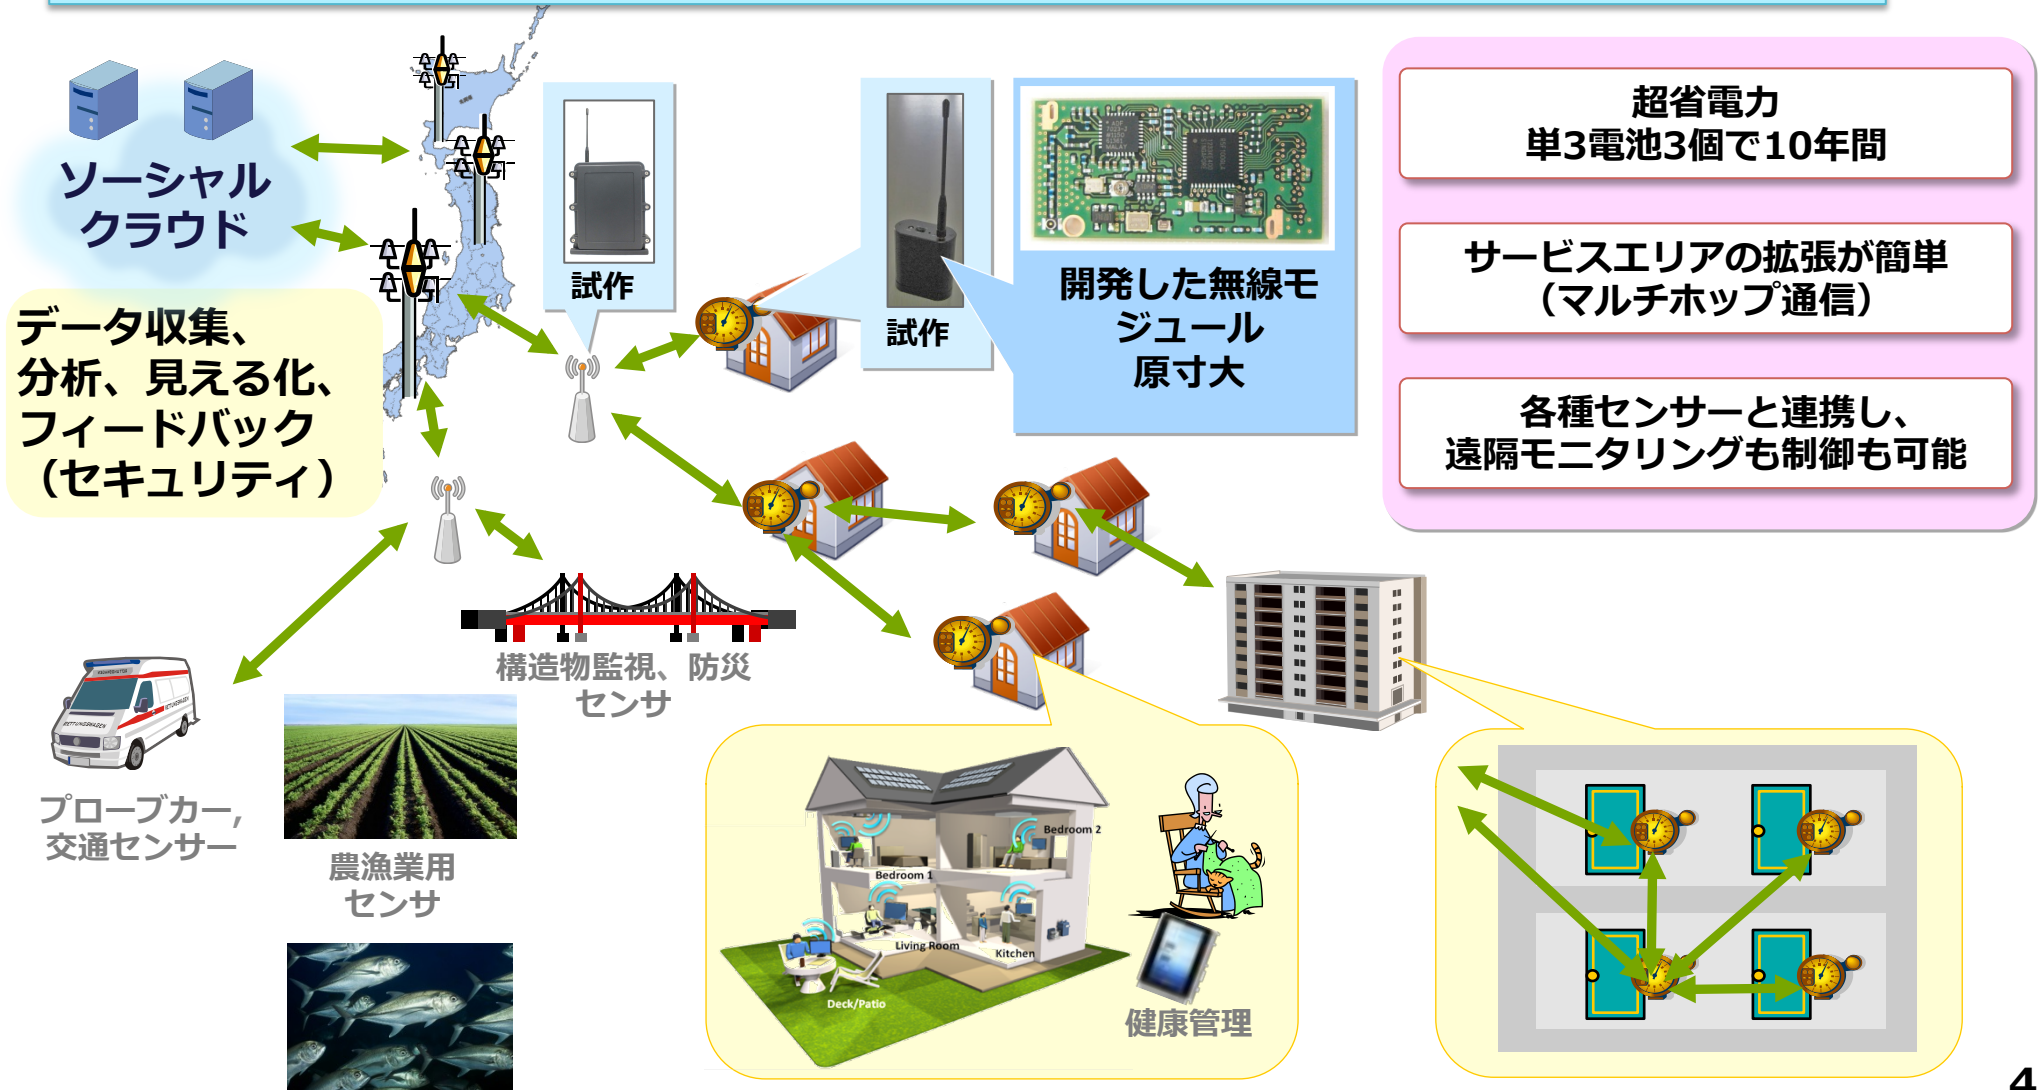 ソーシャル
クラウド
データ収集、
分析、見える化、
フィードバック
（セキュリティ）
試作
試作
開発した無線モ
ジュール
原寸大
超省電力
単3電池3個で10年間
サービスエリアの拡張が簡単
（マルチホップ通信）
各種センサーと連携し、
遠隔モニタリングも制御も可能
構造物監視、防災
センサ
プローブカー,
交通センサー
農漁業用
センサ
RETTUNGSWAGEN
Bedroom 2
Bedroom 1
Living Room
Kitchen
Deck/Patio
健康管理
4